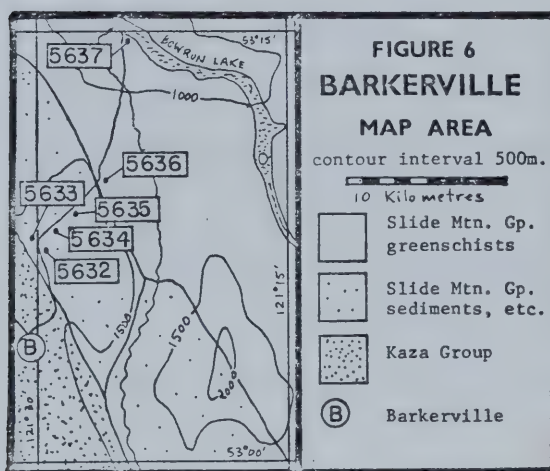 5637
BOWRUN LAKE
53°15'
1000
5636
5633
5635
5634
5632
1500
1500
2000
121°15'
121°30'
B
53°00'
FIGURE 6
BARKERVILLE
MAP AREA
contour interval 500m.
10 Kilometres
Slide Mtn. Gp.
greenschists
Slide Mtn. Gp.
sediments, etc.
Kaza Group
B Barkerville